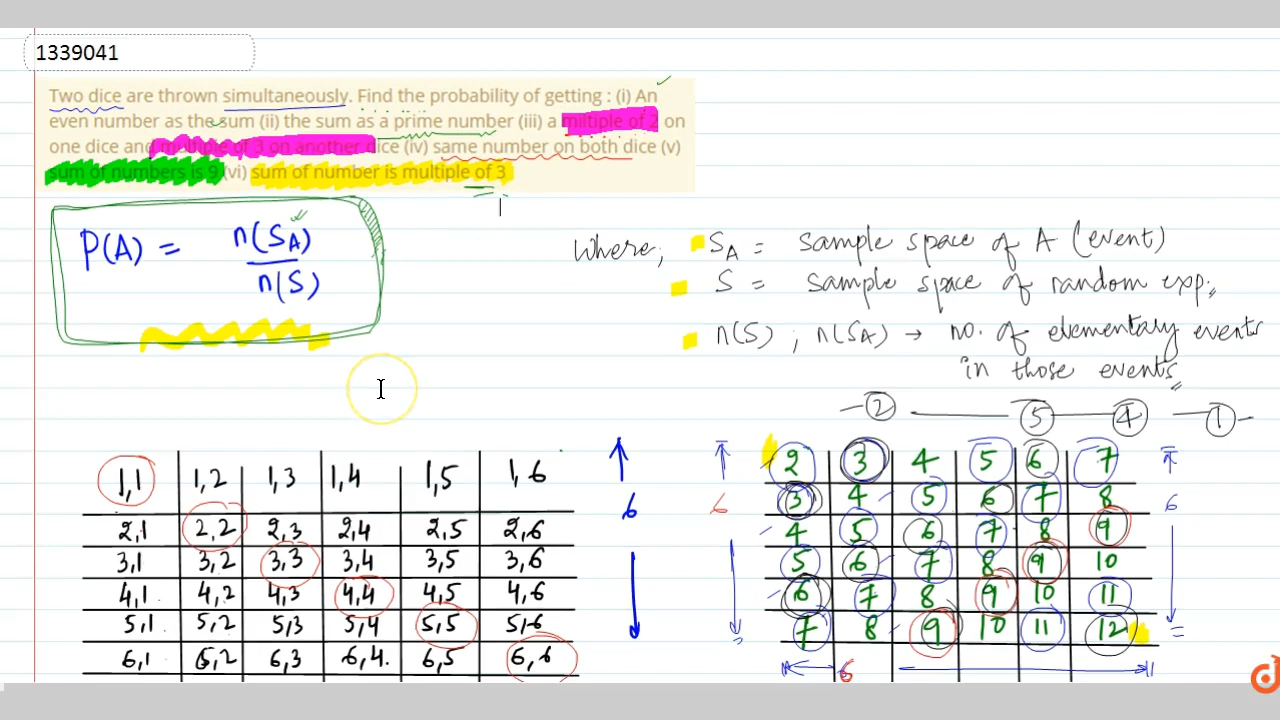 1339041
Two dice are thrown simultaneously. Find the probability of getting : (i) An
even number as the sum (ii) the sum as a prime number (iii) a miltiple of 2 on
one dice and multiple of 3 on another dice (iv) same number on both dice (v)
sum of numbers is 9 (vi) sum of number is multiple of 3
P(A) = n(SA)
n(S)
Where; SA = sample space of A (event)
S = sample space of random exp.
n(S) ; n(SA) → no. of elementary events
in those events
2 5 4 1
1,1 1,2 1,3 1,4 1,5 1,6
2,1 2,2 2,3 2,4 2,5 2,6
3,1 3,2 3,3 3,4 3,5 3,6
4,1 4,2 4,3 4,4 4,5 4,6
5,1 5,2 5,3 5,4 5,5 5,6
6,1 6,2 6,3 6,4. 6,5 6,6
6
6
2 3 4 5 6 7
3 4 5 6 7 8
4 5 6 7 8 9
5 6 7 8 9 10
6 7 8 9 10 11
7 8 9 10 11 12
6
6